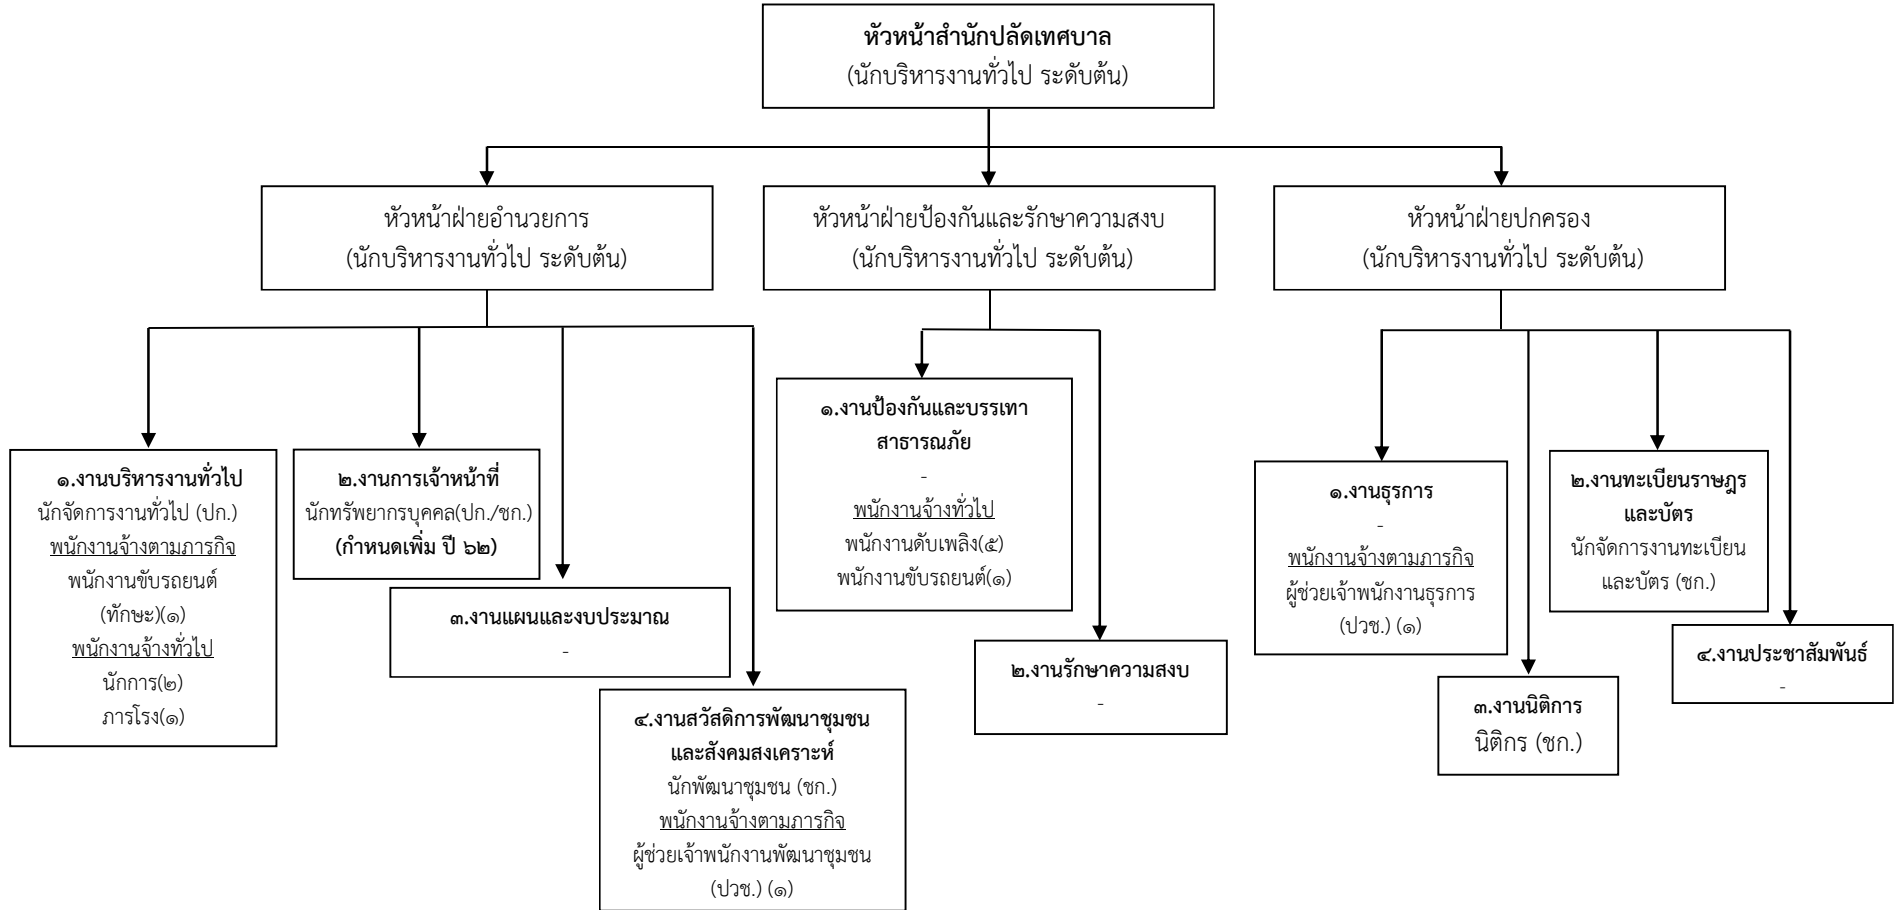 หัวหน้าสำนักปลัดเทศบาล
(นักบริหารงานทั่วไป ระดับต้น)
หัวหน้าฝ่ายอำนวยการ
(นักบริหารงานทั่วไป ระดับต้น)
หัวหน้าฝ่ายป้องกันและรักษาความสงบ
(นักบริหารงานทั่วไป ระดับต้น)
หัวหน้าฝ่ายปกครอง
(นักบริหารงานทั่วไป ระดับต้น)
๑.งานบริหารงานทั่วไป
นักจัดการงานทั่วไป (ปก.)
พนักงานจ้างตามภารกิจ
พนักงานขับรถยนต์
(ทักษะ)(๑)
พนักงานจ้างทั่วไป
นักการ(๒)
ภารโรง(๑)
๒.งานการเจ้าหน้าที่
นักทรัพยากรบุคคล(ปก./ชก.)
(กำหนดเพิ่ม ปี ๖๒)
๓.งานแผนและงบประมาณ
-
๔.งานสวัสดิการพัฒนาชุมชน
และสังคมสงเคราะห์
นักพัฒนาชุมชน (ชก.)
พนักงานจ้างตามภารกิจ
ผู้ช่วยเจ้าพนักงานพัฒนาชุมชน
(ปวช.) (๑)
๑.งานป้องกันและบรรเทา
สาธารณภัย
-
พนักงานจ้างทั่วไป
พนักงานดับเพลิง(๕)
พนักงานขับรถยนต์(๑)
๒.งานรักษาความสงบ
-
๑.งานธุรการ
-
พนักงานจ้างตามภารกิจ
ผู้ช่วยเจ้าพนักงานธุรการ
(ปวช.) (๑)
๒.งานทะเบียนราษฎร
และบัตร
นักจัดการงานทะเบียน
และบัตร (ชก.)
๓.งานนิติการ
นิติกร (ชก.)
๔.งานประชาสัมพันธ์
-